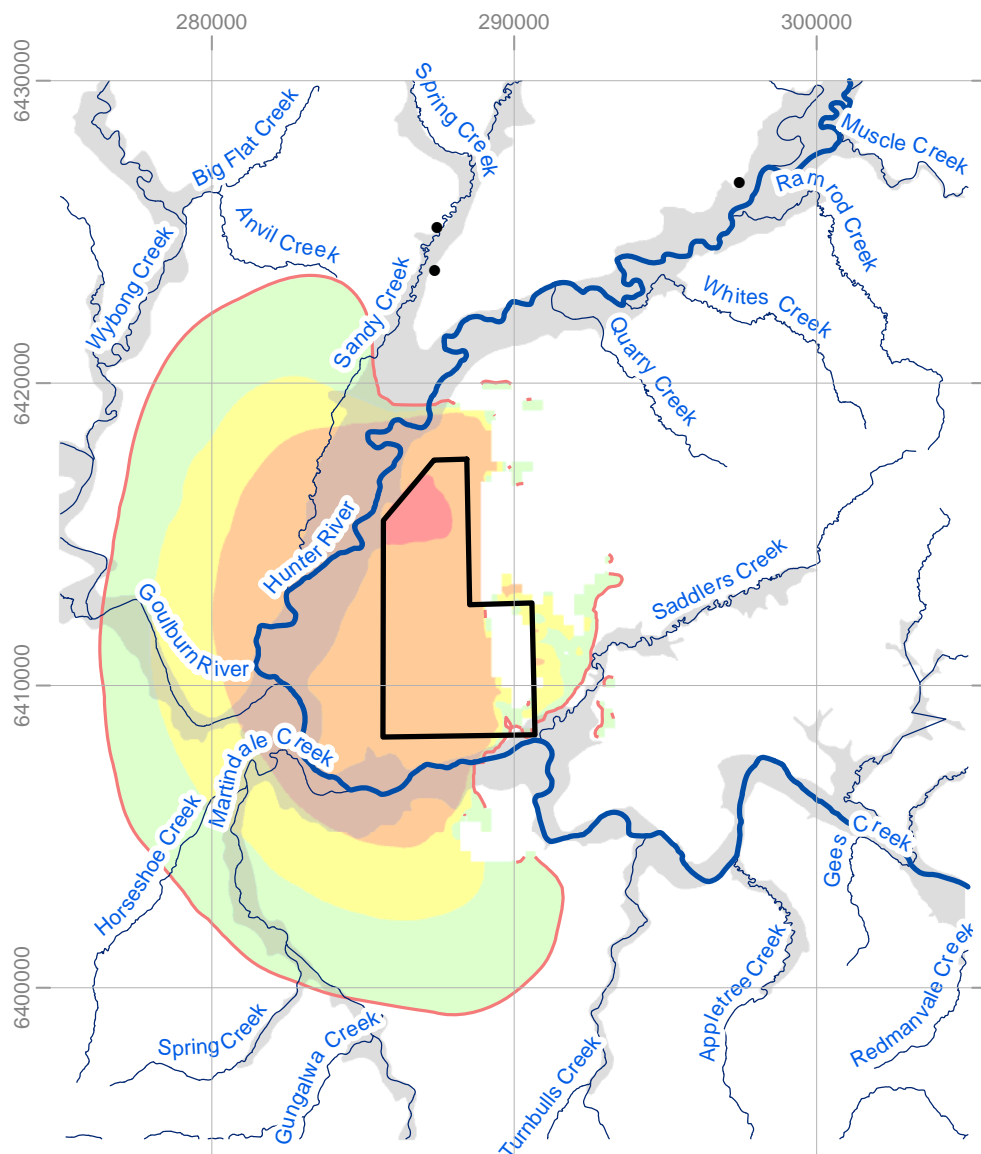 280000
290000
300000
6430000
6420000
6410000
6400000
Spring Creek
Big Flat Creek
Muscle Creek
Ramrod Creek
Anvil Creek
Wybong Creek
Sandy Creek
Whites Creek
Quarry Creek
Hunter River
Saddlers Creek
Goulburn River
Martindale Creek
Horseshoe Creek
Gees Creek
Appletree Creek
Redmanvale Creek
Spring Creek
Gungalwa Creek
Turnbulls Creek